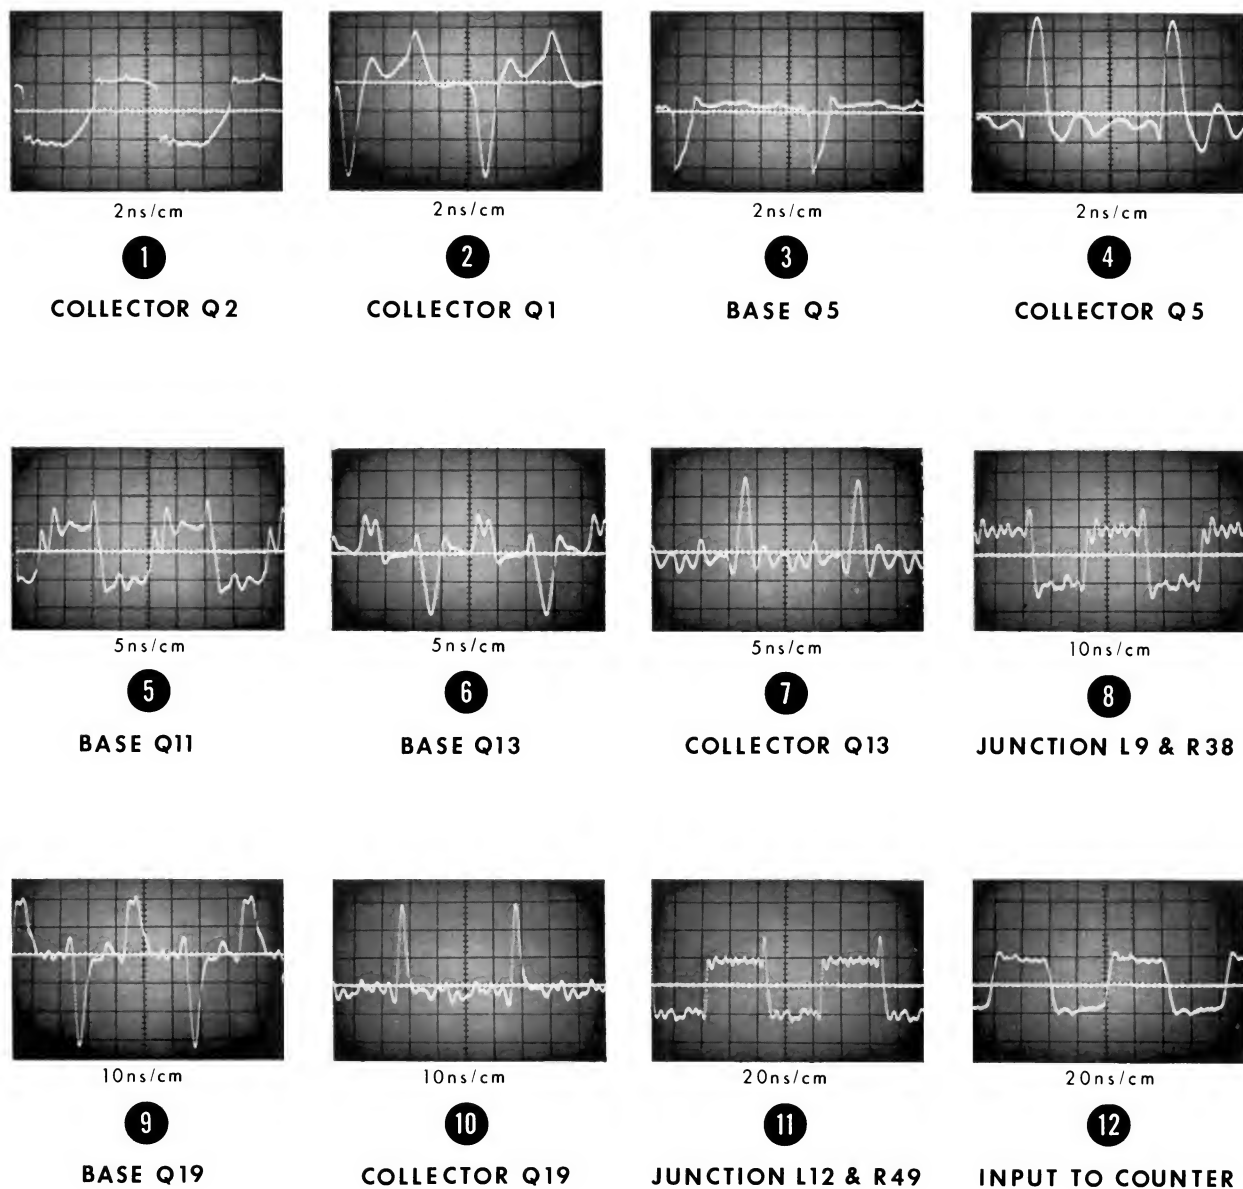 2ns/cm 2ns/cm 2ns/cm 2ns/cm
1 2 3 4
COLLECTOR Q2 COLLECTOR Q1 BASE Q5 COLLECTOR Q5
5ns/cm 5ns/cm 5ns/cm 10ns/cm
5 6 7 8
BASE Q11 BASE Q13 COLLECTOR Q13 JUNCTION L9 & R38
10ns/cm 10ns/cm 20ns/cm 20ns/cm
9 10 11 12
BASE Q19 COLLECTOR Q19 JUNCTION L12 & R49 INPUT TO COUNTER